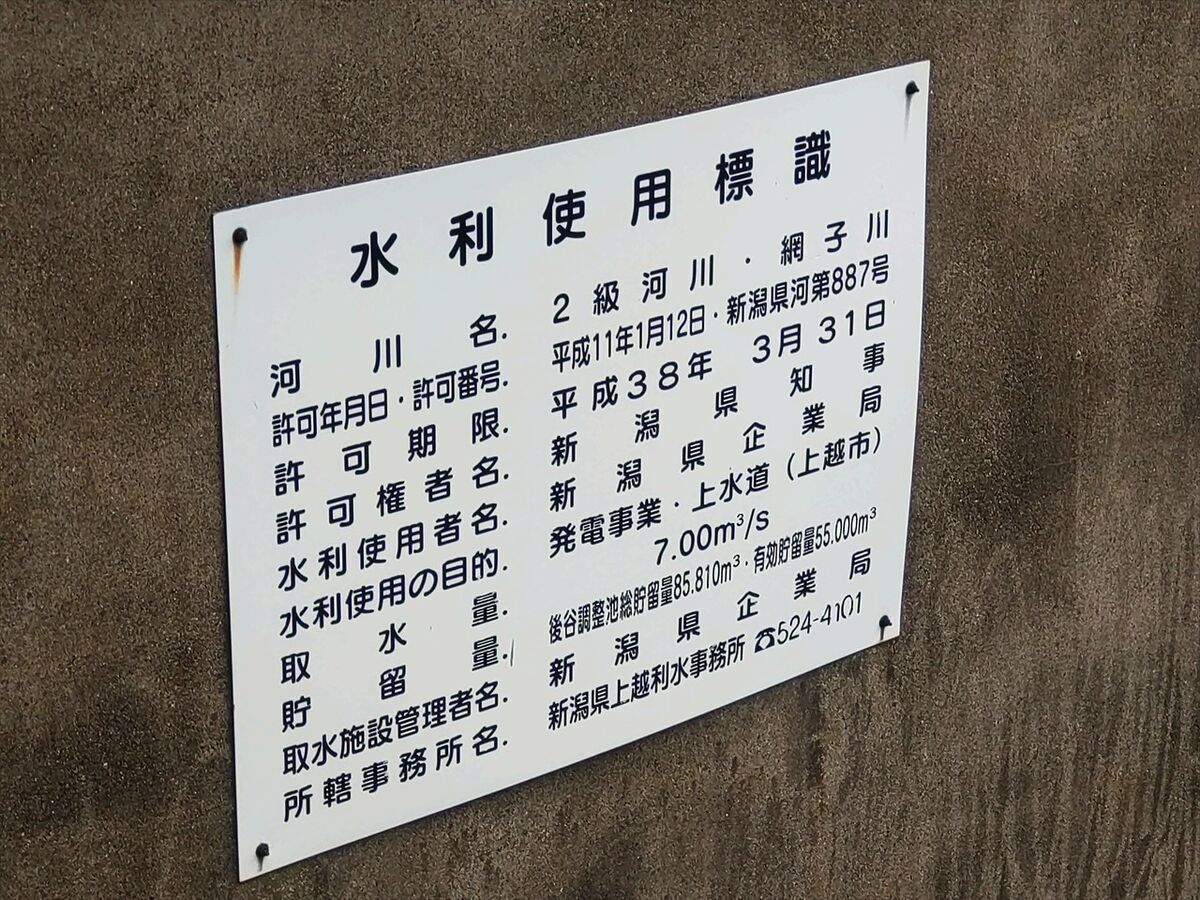 水利使用標識
河川名. 2級河川・網子川
許可年月日・許可番号. 平成11年1月12日・新潟県河第887号
許可期限. 平成38年 3月31日
許可権者名. 新潟県知事
水利使用者名. 新潟県企業局
水利使用の目的. 発電事業・上水道(上越市)
取水量. 7.00m³/s
貯留量. 後谷調整池総貯留量85.810m³・有効貯留量55.000m³
取水施設管理者名. 新潟県企業局
所轄事務所名. 新潟県上越利水事務所 ☎524-4101